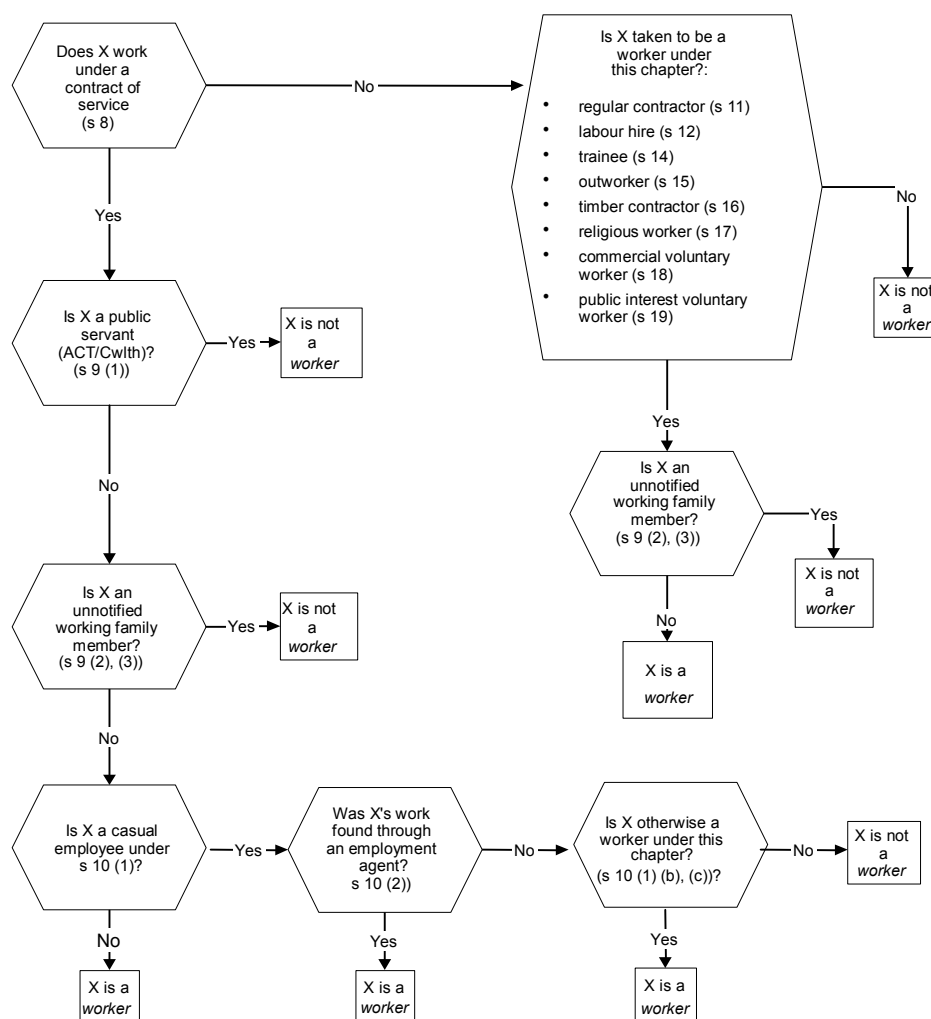 Does X work
under a
contract of
service
(s 8)
No
Is X taken to be a
worker under
this chapter?:
• regular contractor (s 11)
• labour hire (s 12)
• trainee (s 14)
• outworker (s 15)
• timber contractor (s 16)
• religious worker (s 17)
• commercial voluntary
worker (s 18)
• public interest voluntary
worker (s 19)
No
X is not
a
worker
Yes
Is X a public
servant
(ACT/Cwlth)?
(s 9 (1))
Yes
X is not
a
worker
Yes
Is X an
unnotified
working family
member?
(s 9 (2), (3))
Yes
X is not
a
worker
No
X is a
worker
No
Is X an
unnotified
working family
member?
(s 9 (2), (3))
Yes
X is not
a
worker
No
Is X a casual
employee under
s 10 (1)?
Yes
Was X's work
found through
an employment
agent?
s 10 (2))
No
Is X otherwise a
worker under this
chapter?
(s 10 (1) (b), (c))?
No
X is not
a
worker
No
X is a
worker
Yes
X is a
worker
Yes
X is a
worker